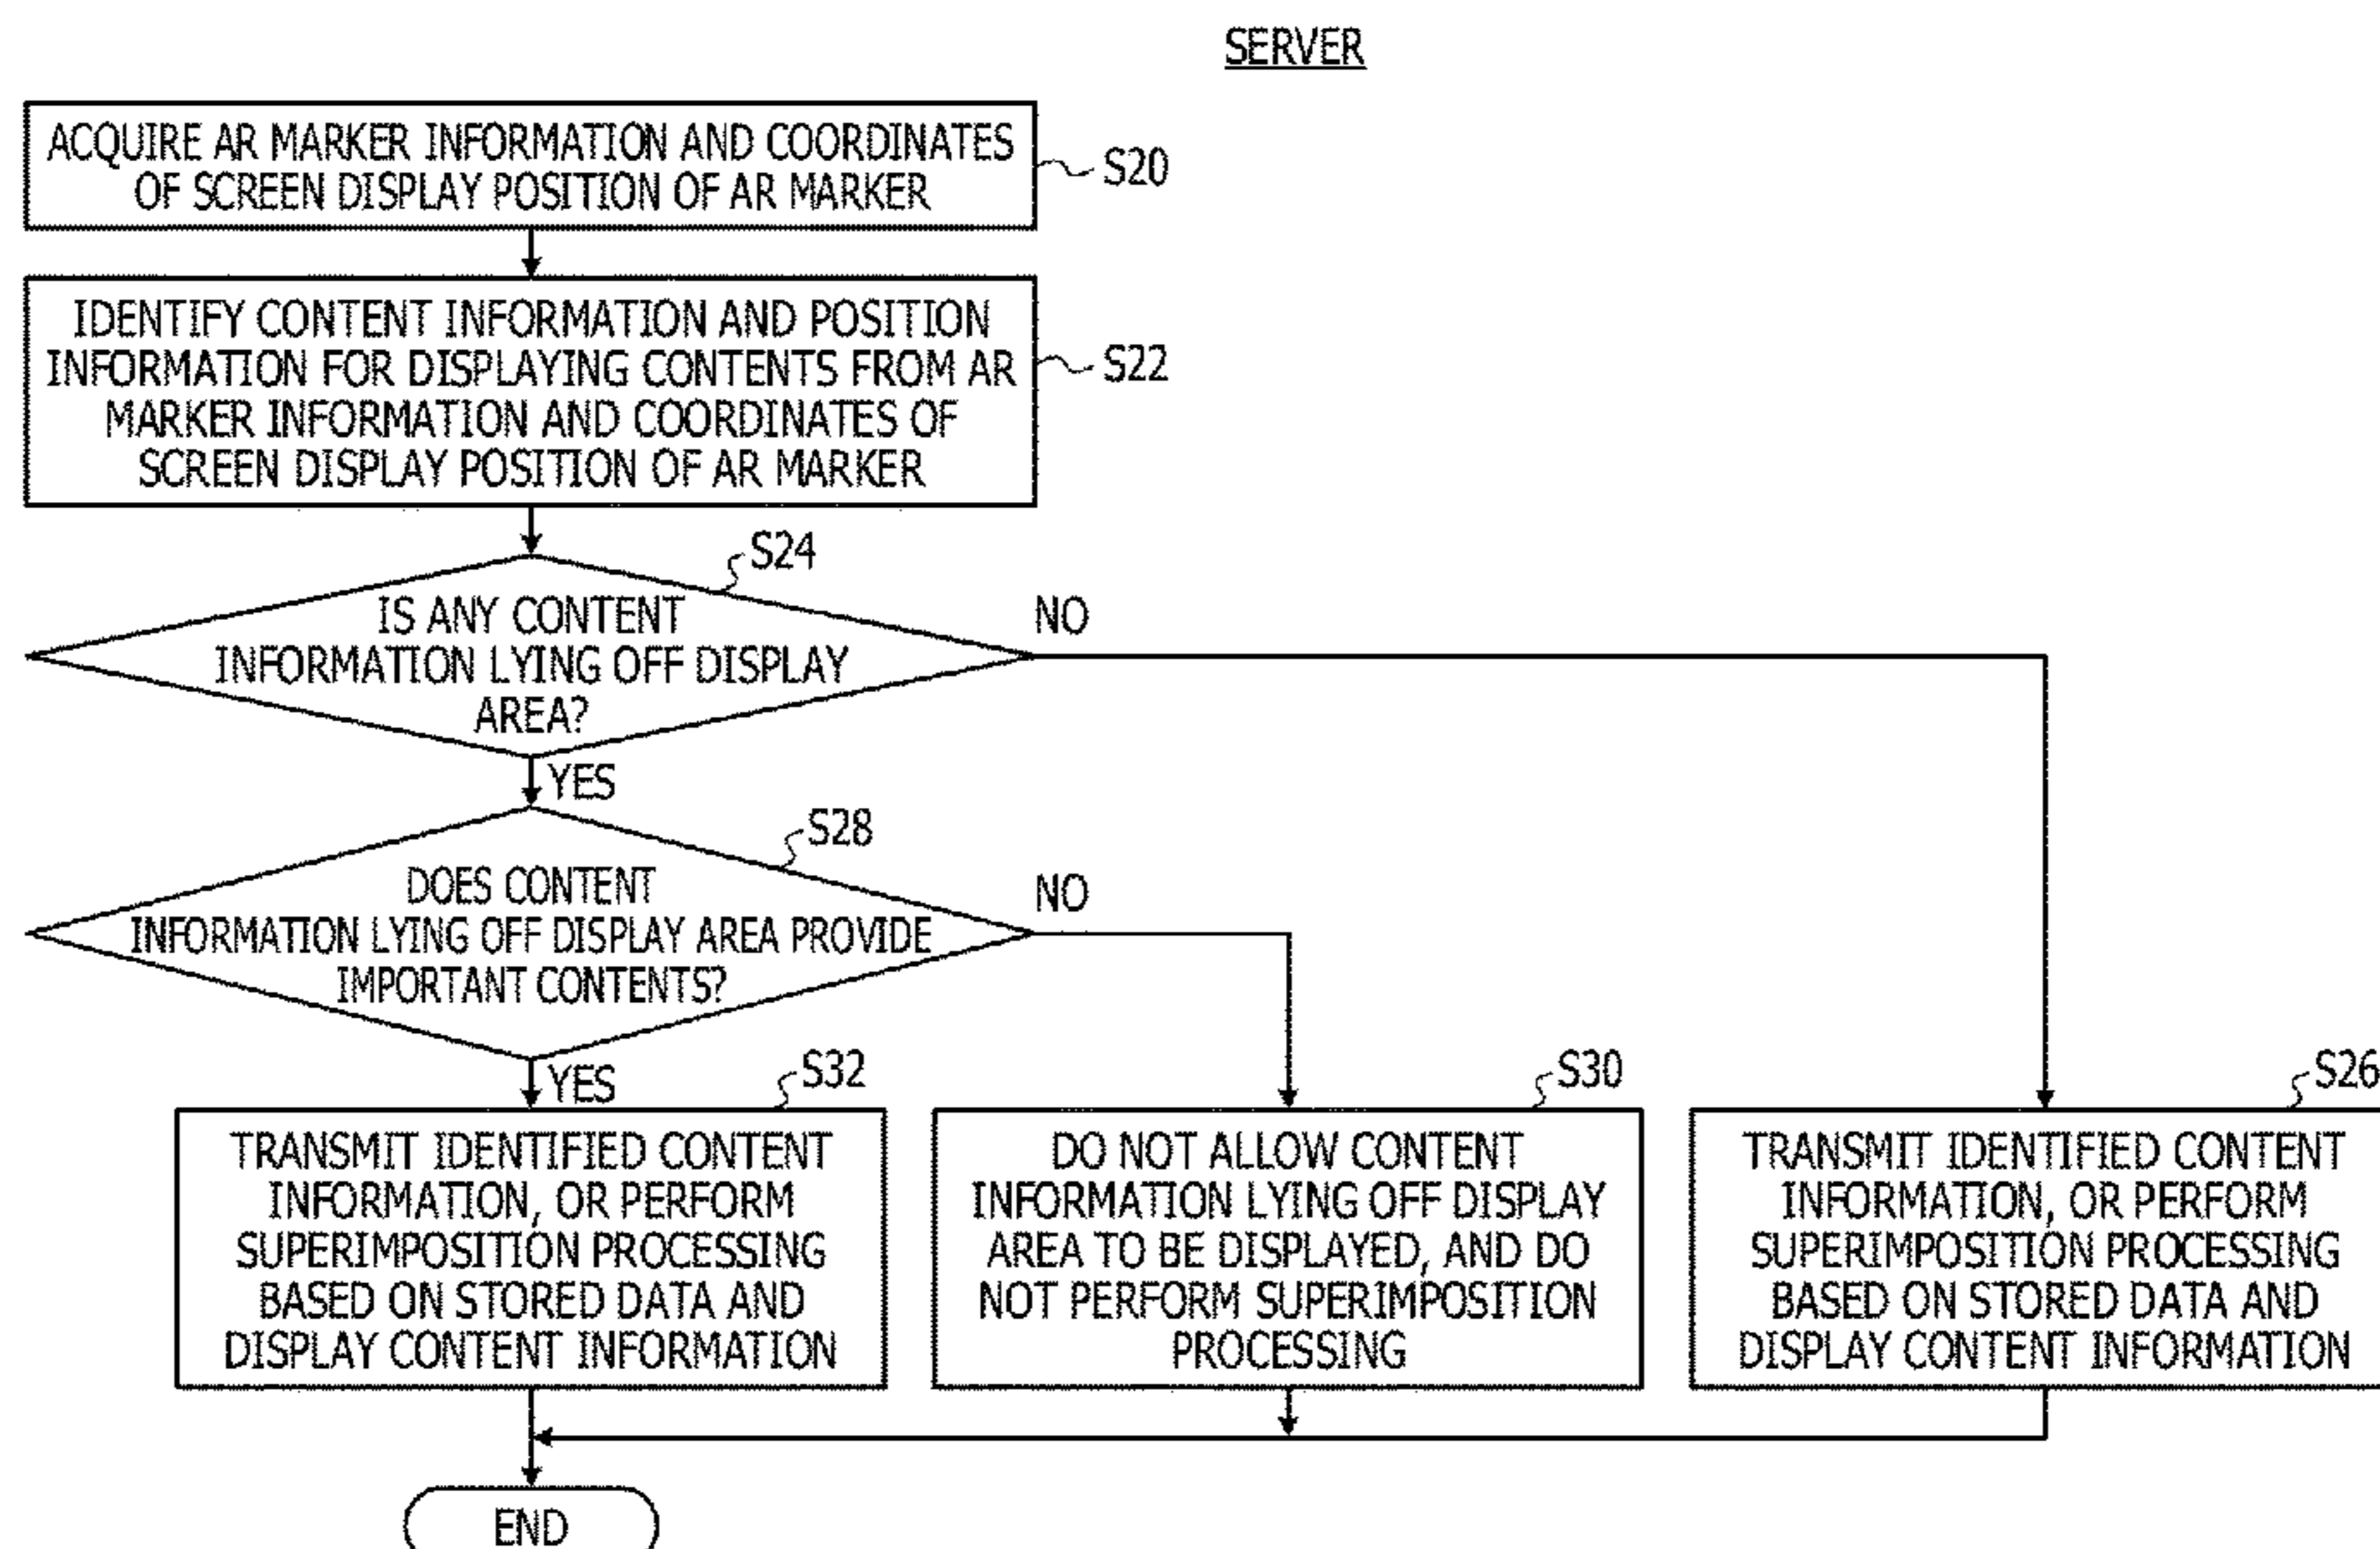 SERVER
ACQUIRE AR MARKER INFORMATION AND COORDINATES
OF SCREEN DISPLAY POSITION OF AR MARKER
S20
IDENTIFY CONTENT INFORMATION AND POSITION
INFORMATION FOR DISPLAYING CONTENTS FROM AR
MARKER INFORMATION AND COORDINATES OF
SCREEN DISPLAY POSITION OF AR MARKER
S22
S24
IS ANY CONTENT
INFORMATION LYING OFF DISPLAY
AREA?
NO
YES
S28
DOES CONTENT
INFORMATION LYING OFF DISPLAY AREA PROVIDE
IMPORTANT CONTENTS?
NO
YES
S32
TRANSMIT IDENTIFIED CONTENT
INFORMATION, OR PERFORM
SUPERIMPOSITION PROCESSING
BASED ON STORED DATA AND
DISPLAY CONTENT INFORMATION
S30
DO NOT ALLOW CONTENT
INFORMATION LYING OFF DISPLAY
AREA TO BE DISPLAYED, AND DO
NOT PERFORM SUPERIMPOSITION
PROCESSING
S26
TRANSMIT IDENTIFIED CONTENT
INFORMATION, OR PERFORM
SUPERIMPOSITION PROCESSING
BASED ON STORED DATA AND
DISPLAY CONTENT INFORMATION
END